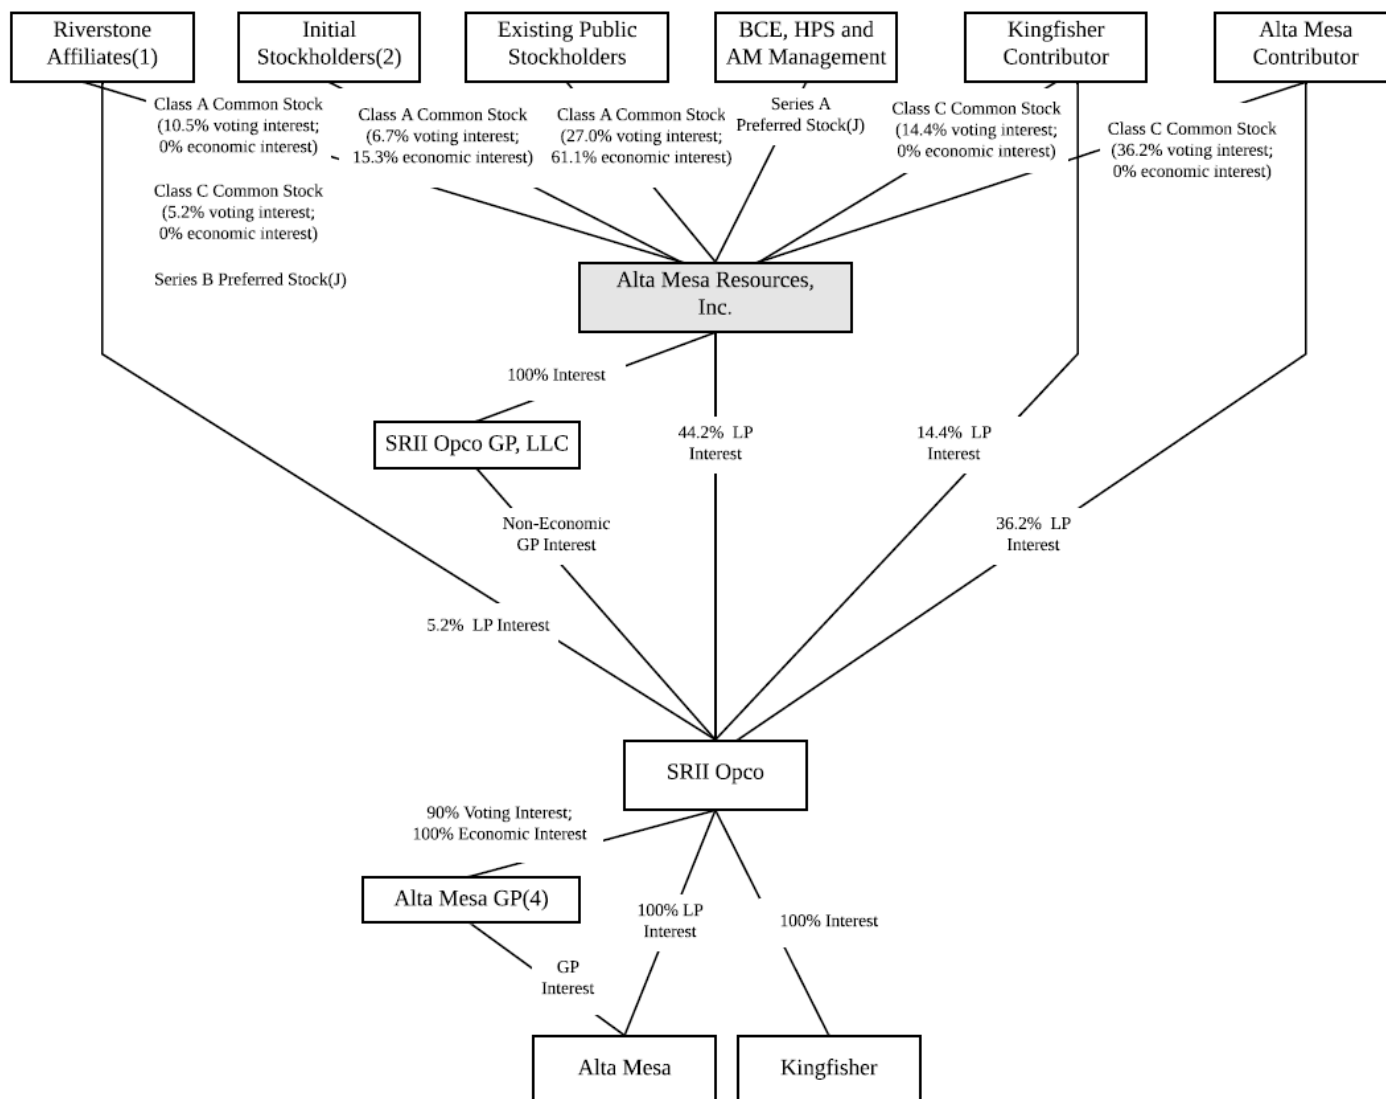 Riverstone
Affiliates(1)
Initial
Stockholders(2)
Existing Public
Stockholders
BCE, HPS and
AM Management
Kingfisher
Contributor
Alta Mesa
Contributor
Class A Common Stock
(10.5% voting interest;
0% economic interest)
Class C Common Stock
(5.2% voting interest;
0% economic interest)
Series B Preferred Stock(J)
Class A Common Stock
(6.7% voting interest;
15.3% economic interest)
Class A Common Stock
(27.0% voting interest;
61.1% economic interest)
Series A
Preferred Stock(J)
Class C Common Stock
(14.4% voting interest;
0% economic interest)
Class C Common Stock
(36.2% voting interest;
0% economic interest)
Alta Mesa Resources,
Inc.
100% Interest
SRII Opco GP, LLC
44.2% LP
Interest
14.4% LP
Interest
Non-Economic
GP Interest
36.2% LP
Interest
5.2% LP Interest
SRII Opco
90% Voting Interest;
100% Economic Interest
Alta Mesa GP(4)
100% LP
Interest
100% Interest
GP
Interest
Alta Mesa
Kingfisher